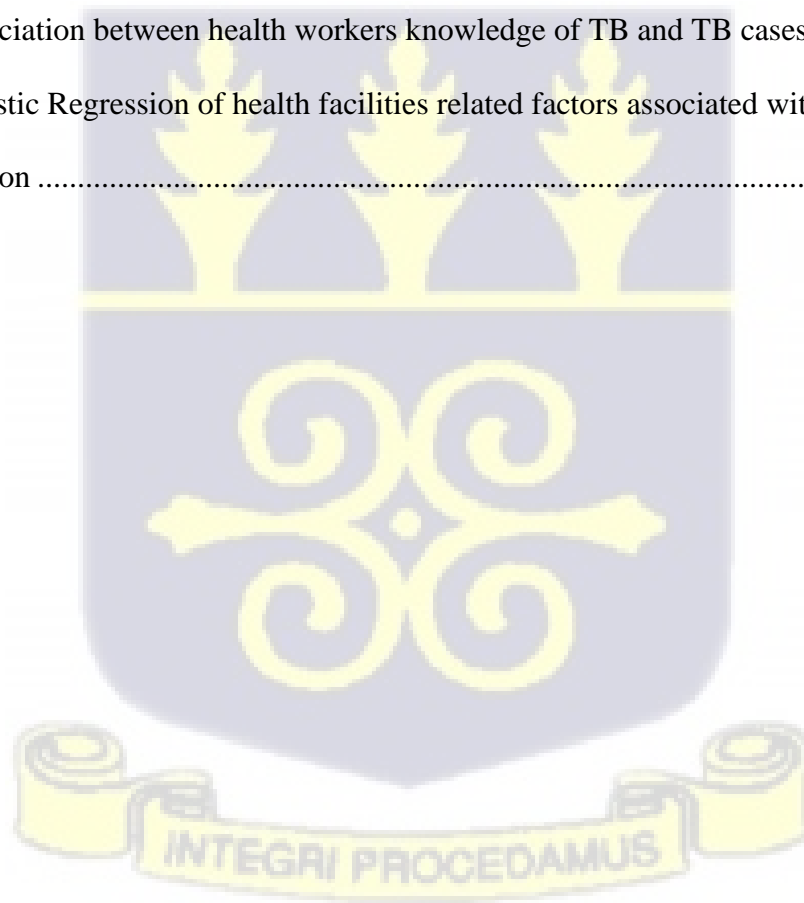 ciation between health workers knowledge of TB and TB cases
stic Regression of health facilities related factors associated wit
on ....................................................................................................
INTEGRI PROCEDAMUS